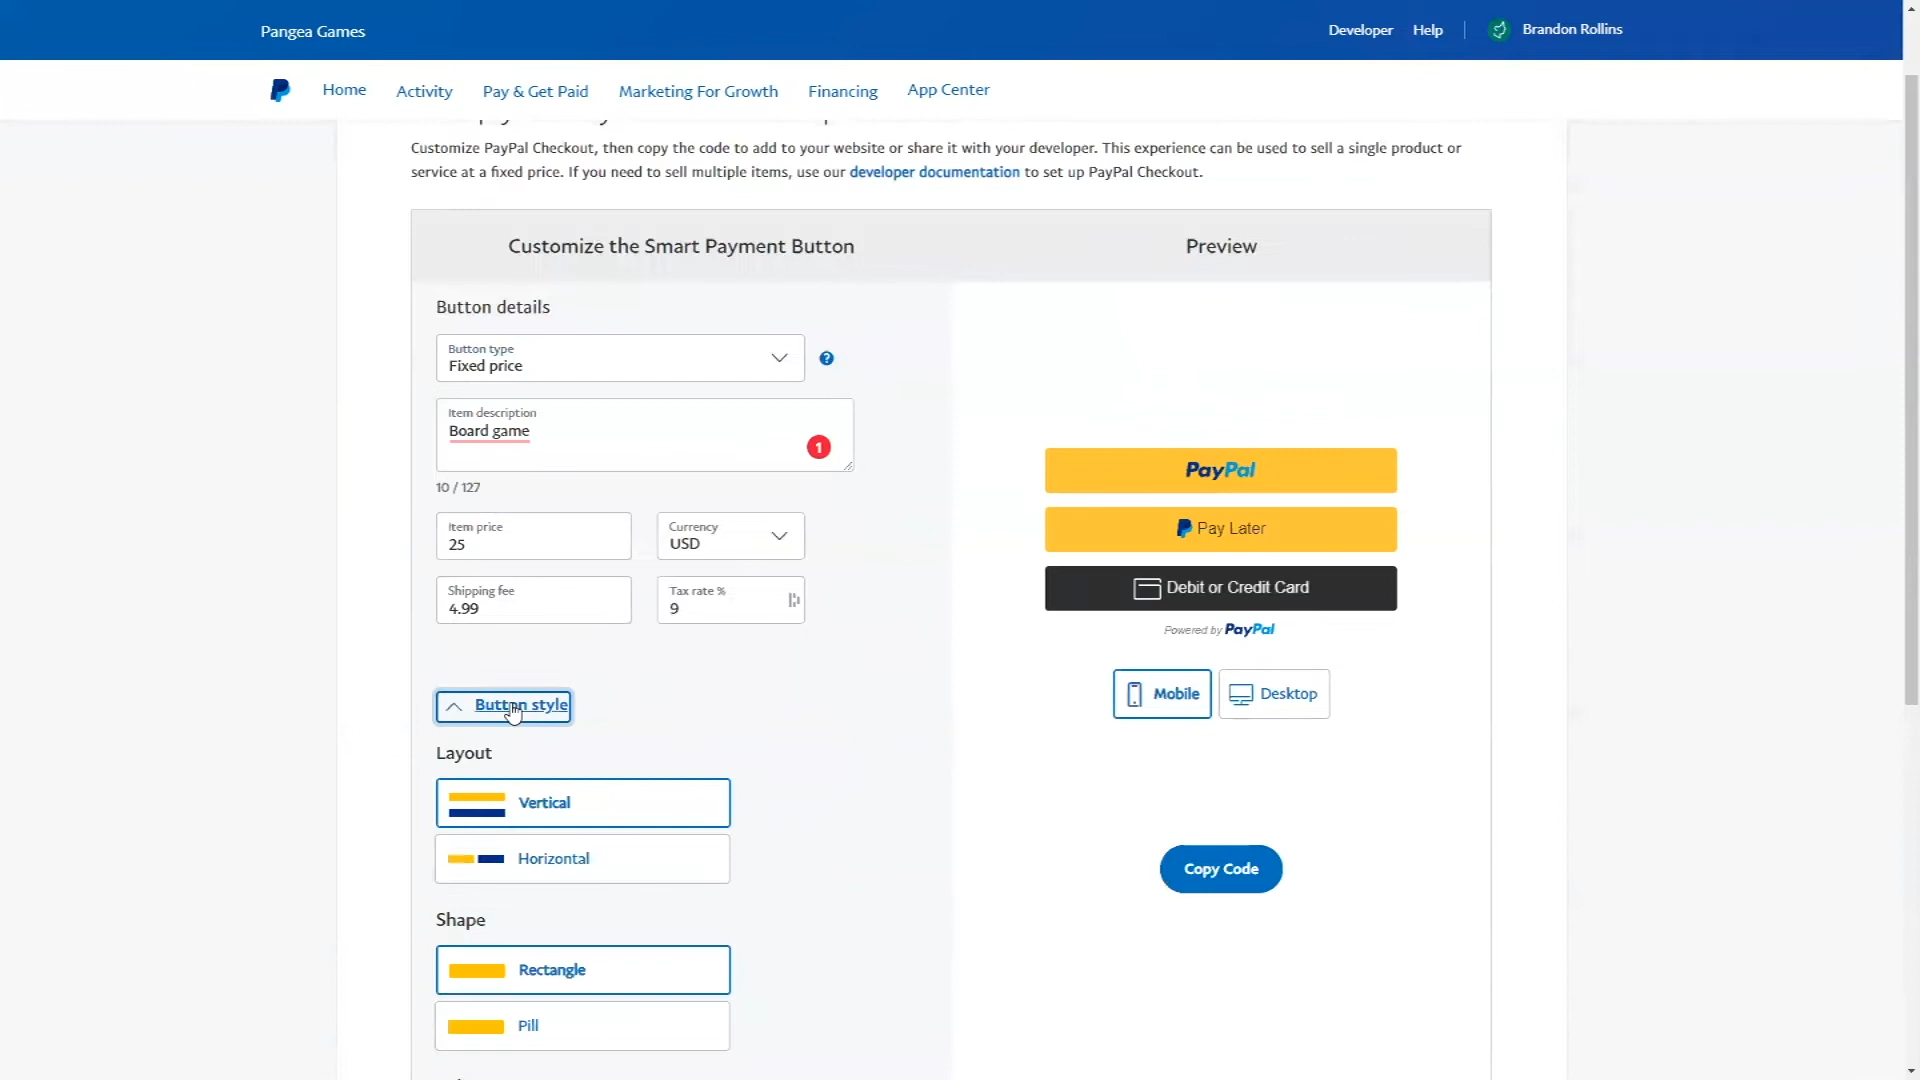 Pangea Games
Developer
Help
Brandon Rollins
Home
Activity
Pay & Get Paid
Marketing For Growth
Financing
App Center
Customize PayPal Checkout, then copy the code to add to your website or share it with your developer. This experience can be used to sell a single product or
service at a fixed price. If you need to sell multiple items, use our developer documentation to set up PayPal Checkout.
Customize the Smart Payment Button
Preview
Button details
Button type
Fixed price
?
Item description
Board game
1
10 / 127
Item price
25
Currency
USD
Shipping fee
4.99
Tax rate %
9
Button style
Layout
Vertical
Horizontal
Shape
Rectangle
Pill
PayPal
Pay Later
Debit or Credit Card
Powered by PayPal
Mobile
Desktop
Copy Code